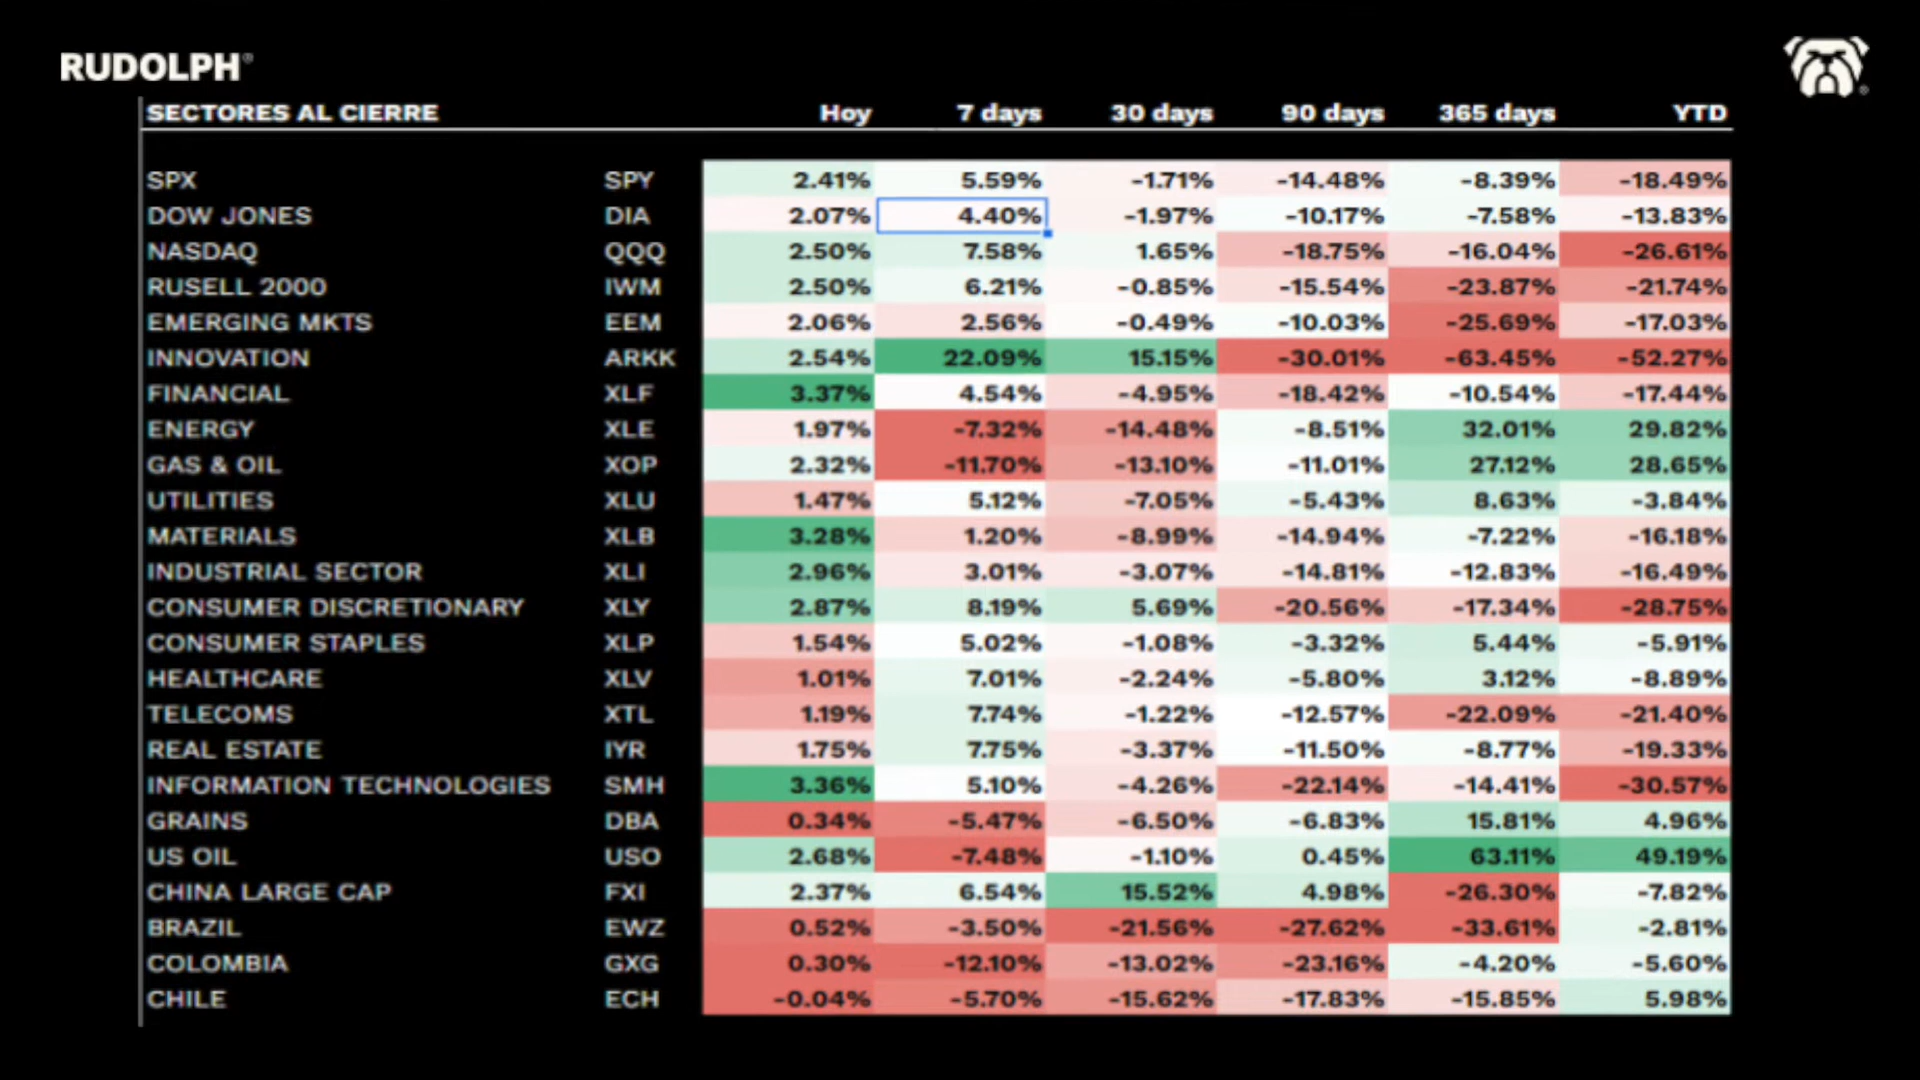 RUDOLPH®
SECTORES AL CIERRE Hoy 7 days 30 days 90 days 365 days YTD
SPX SPY 2.41% 5.59% -1.71% -14.48% -8.39% -18.49%
DOW JONES DIA 2.07% 4.40% -1.97% -10.17% -7.58% -13.83%
NASDAQ QQQ 2.50% 7.58% 1.65% -18.75% -16.04% -26.61%
RUSELL 2000 IWM 2.50% 6.21% -0.85% -15.54% -23.87% -21.74%
EMERGING MKTS EEM 2.06% 2.56% -0.49% -10.03% -25.69% -17.03%
INNOVATION ARKK 2.54% 22.09% 15.15% -30.01% -63.45% -52.27%
FINANCIAL XLF 3.37% 4.54% -4.95% -18.42% -10.54% -17.44%
ENERGY XLE 1.97% -7.32% -14.48% -8.51% 32.01% 29.82%
GAS & OIL XOP 2.32% -11.70% -13.10% -11.01% 27.12% 28.65%
UTILITIES XLU 1.47% 5.12% -7.05% -5.43% 8.63% -3.84%
MATERIALS XLB 3.28% 1.20% -8.99% -14.94% -7.22% -16.18%
INDUSTRIAL SECTOR XLI 2.96% 3.01% -3.07% -14.81% -12.83% -16.49%
CONSUMER DISCRETIONARY XLY 2.87% 8.19% 5.69% -20.56% -17.34% -28.75%
CONSUMER STAPLES XLP 1.54% 5.02% -1.08% -3.32% 5.44% -5.91%
HEALTHCARE XLV 1.01% 7.01% -2.24% -5.80% 3.12% -8.89%
TELECOMS XTL 1.19% 7.74% -1.22% -12.57% -22.09% -21.40%
REAL ESTATE IYR 1.75% 7.75% -3.37% -11.50% -8.77% -19.33%
INFORMATION TECHNOLOGIES SMH 3.36% 5.10% -4.26% -22.14% -14.41% -30.57%
GRAINS DBA 0.34% -5.47% -6.50% -6.83% 15.81% 4.96%
US OIL USO 2.68% -7.48% -1.10% 0.45% 63.11% 49.19%
CHINA LARGE CAP FXI 2.37% 6.54% 15.52% 4.98% -26.30% -7.82%
BRAZIL EWZ 0.52% -3.50% -21.56% -27.62% -33.61% -2.81%
COLOMBIA GXG 0.30% -12.10% -13.02% -23.16% -4.20% -5.60%
CHILE ECH -0.04% -5.70% -15.62% -17.83% -15.85% 5.98%